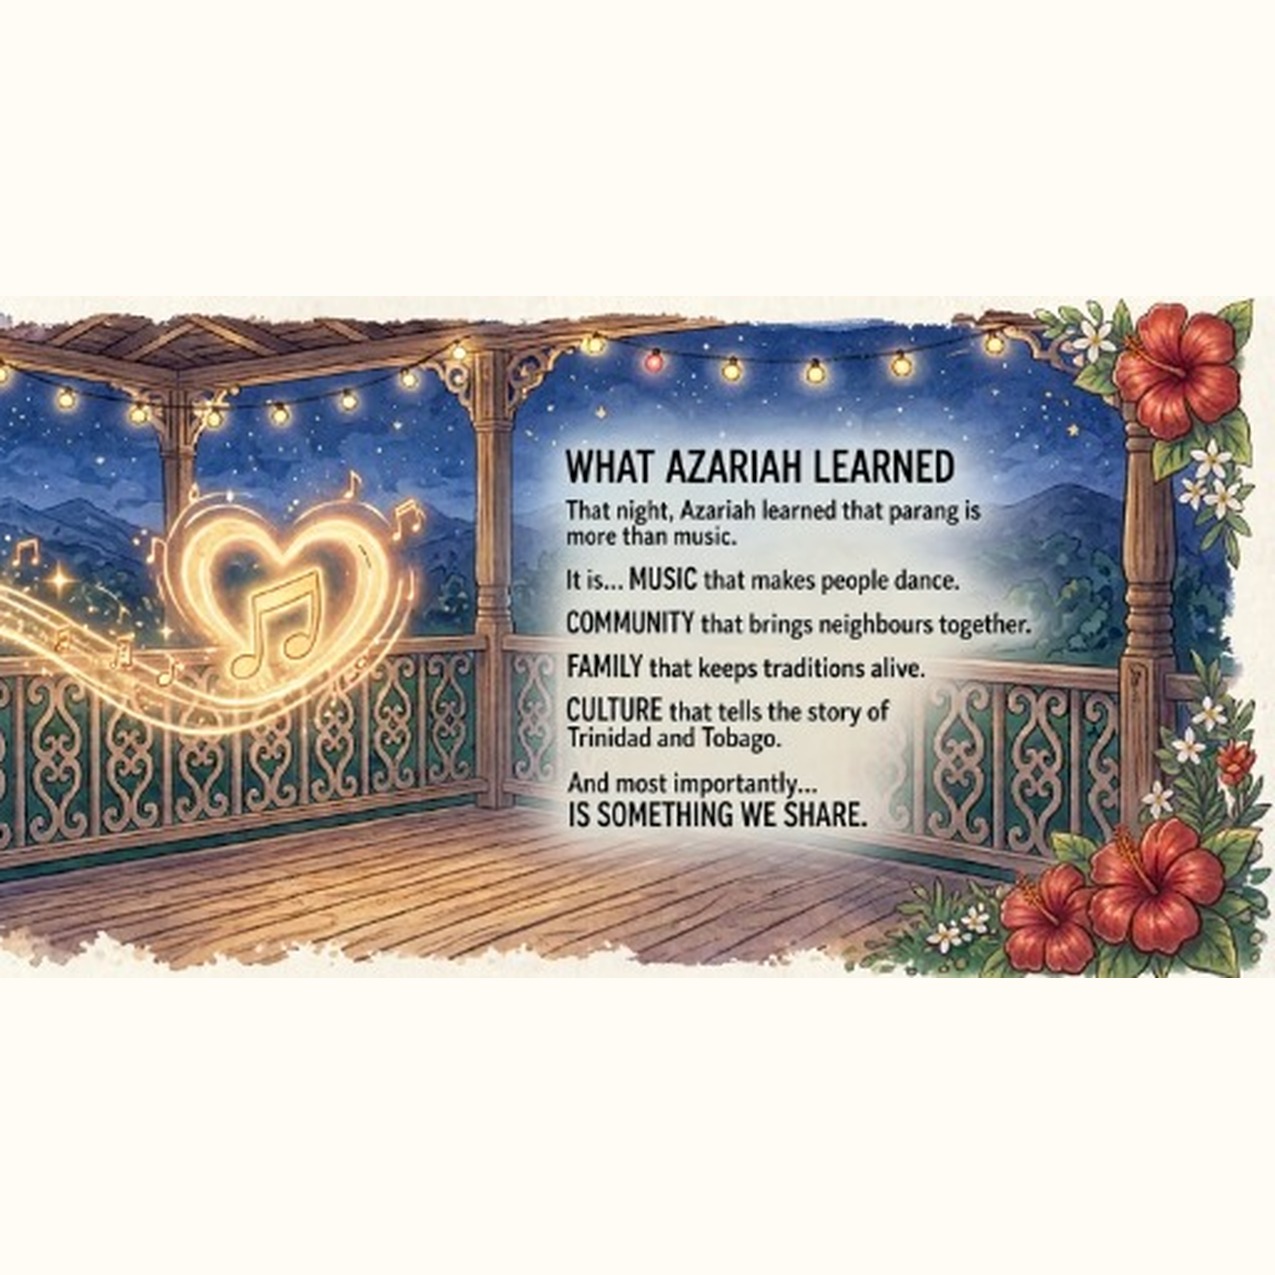 WHAT AZARIAH LEARNED
That night, Azariah learned that parang is
more than music.
It is... MUSIC that makes people dance.
COMMUNITY that brings neighbours together.
FAMILY that keeps traditions alive.
CULTURE that tells the story of
Trinidad and Tobago.
And most importantly...
IS SOMETHING WE SHARE.